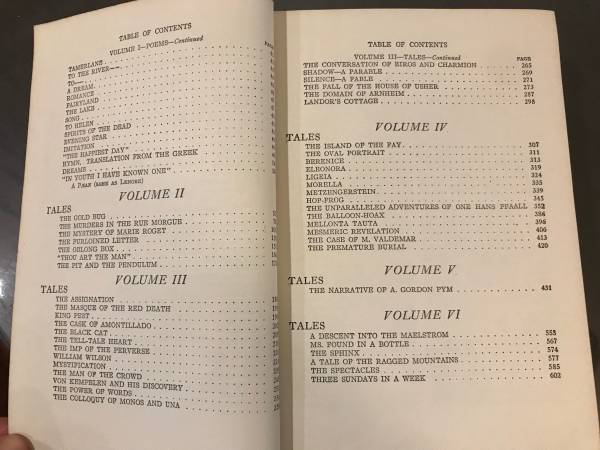 TABLE OF CONTENTS
VOLUME I—POEMS—Continued
PAGE
TAMERLANE
TO THE RIVER——
TO——
A DREAM
ROMANCE
FAIRYLAND
THE LAKE
SONG
TO HELEN
SPIRITS OF THE DEAD
EVENING STAR
IMITATION
"THE HAPPIEST DAY"
HYMN, TRANSLATION FROM THE GREEK
DREAMS
"IN YOUTH I HAVE KNOWN ONE"
A PÆAN (SAME AS LENORE)
VOLUME II
TALES
THE GOLD BUG
THE MURDERS IN THE RUE MORGUE
THE MYSTERY OF MARIE ROGET
THE PURLOINED LETTER
THE OBLONG BOX
"THOU ART THE MAN"
THE PIT AND THE PENDULUM
VOLUME III
TALES
THE ASSIGNATION
THE MASQUE OF THE RED DEATH
KING PEST
THE CASK OF AMONTILLADO
THE BLACK CAT
THE TELL-TALE HEART
THE IMP OF THE PERVERSE
WILLIAM WILSON
MYSTIFICATION
THE MAN OF THE CROWD
VON KEMPELEN AND HIS DISCOVERY
THE POWER OF WORDS
THE COLLOQUY OF MONOS AND UNA
TABLE OF CONTENTS
VOLUME III—TALES—Continued PAGE
THE CONVERSATION OF EIROS AND CHARMION 265
SHADOW—A PARABLE 269
SILENCE—A FABLE 271
THE FALL OF THE HOUSE OF USHER 273
THE DOMAIN OF ARNHEIM 287
LANDOR'S COTTAGE 298
VOLUME IV
TALES
THE ISLAND OF THE FAY 307
THE OVAL PORTRAIT 311
BERENICE 313
ELEONORA 319
LIGEIA 324
MORELLA 335
METZENGERSTEIN 339
HOP-FROG 345
THE UNPARALLELED ADVENTURES OF ONE HANS PFAALL 352
THE BALLOON-HOAX 386
MELLONTA TAUTA 396
MESMERIC REVELATION 406
THE CASE OF M. VALDEMAR 413
THE PREMATURE BURIAL 420
VOLUME V
TALES
THE NARRATIVE OF A. GORDON PYM 431
VOLUME VI
TALES
A DESCENT INTO THE MAELSTROM 553
MS. FOUND IN A BOTTLE 567
THE SPHINX 574
A TALE OF THE RAGGED MOUNTAINS 577
THE SPECTACLES 585
THREE SUNDAYS IN A WEEK 602